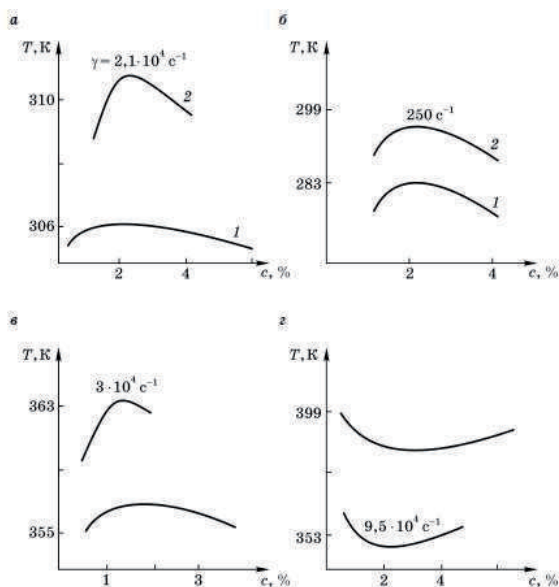 а
T, K
γ = 2,1·10⁴ c⁻¹
310
2
306
1
2
4
c, %
б
T, K
299
250 c⁻¹
2
283
1
2
4
c, %
в
T, K
363
3·10⁴ c⁻¹
355
1
3
c, %
г
T, K
399
9,5·10⁴ c⁻¹
353
2
4
c, %